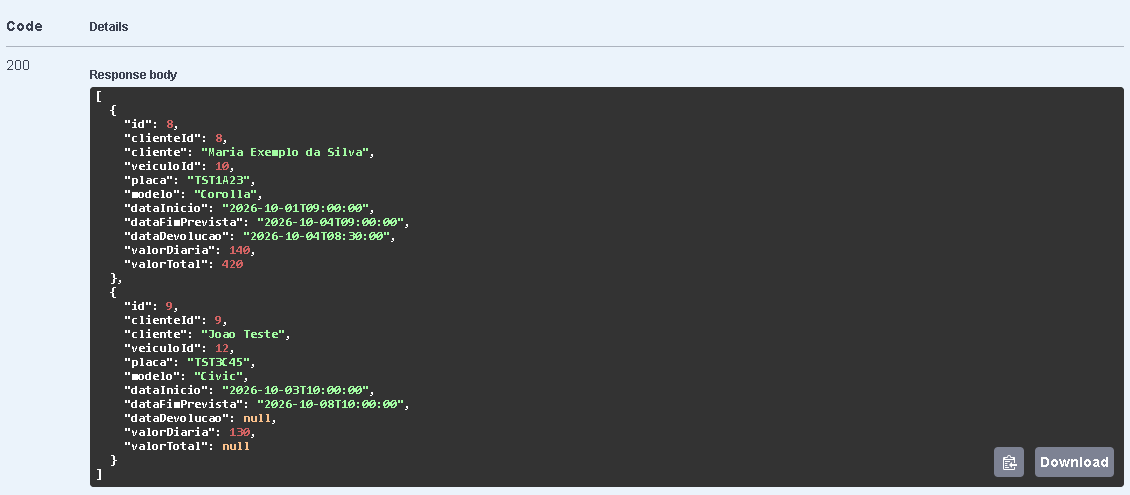 Code Details
200
Response body
[
  {
    "id": 8,
    "clienteId": 8,
    "cliente": "Maria Exemplo da Silva",
    "veiculoId": 10,
    "placa": "TST1A23",
    "modelo": "Corolla",
    "dataInicio": "2026-10-01T09:00:00",
    "dataFimPrevista": "2026-10-04T09:00:00",
    "dataDevolucao": "2026-10-04T08:30:00",
    "valorDiaria": 140,
    "valorTotal": 420
  },
  {
    "id": 9,
    "clienteId": 9,
    "cliente": "Joao Teste",
    "veiculoId": 12,
    "placa": "TST3C45",
    "modelo": "Civic",
    "dataInicio": "2026-10-03T10:00:00",
    "dataFimPrevista": "2026-10-08T10:00:00",
    "dataDevolucao": null,
    "valorDiaria": 130,
    "valorTotal": null
  }
]
Download